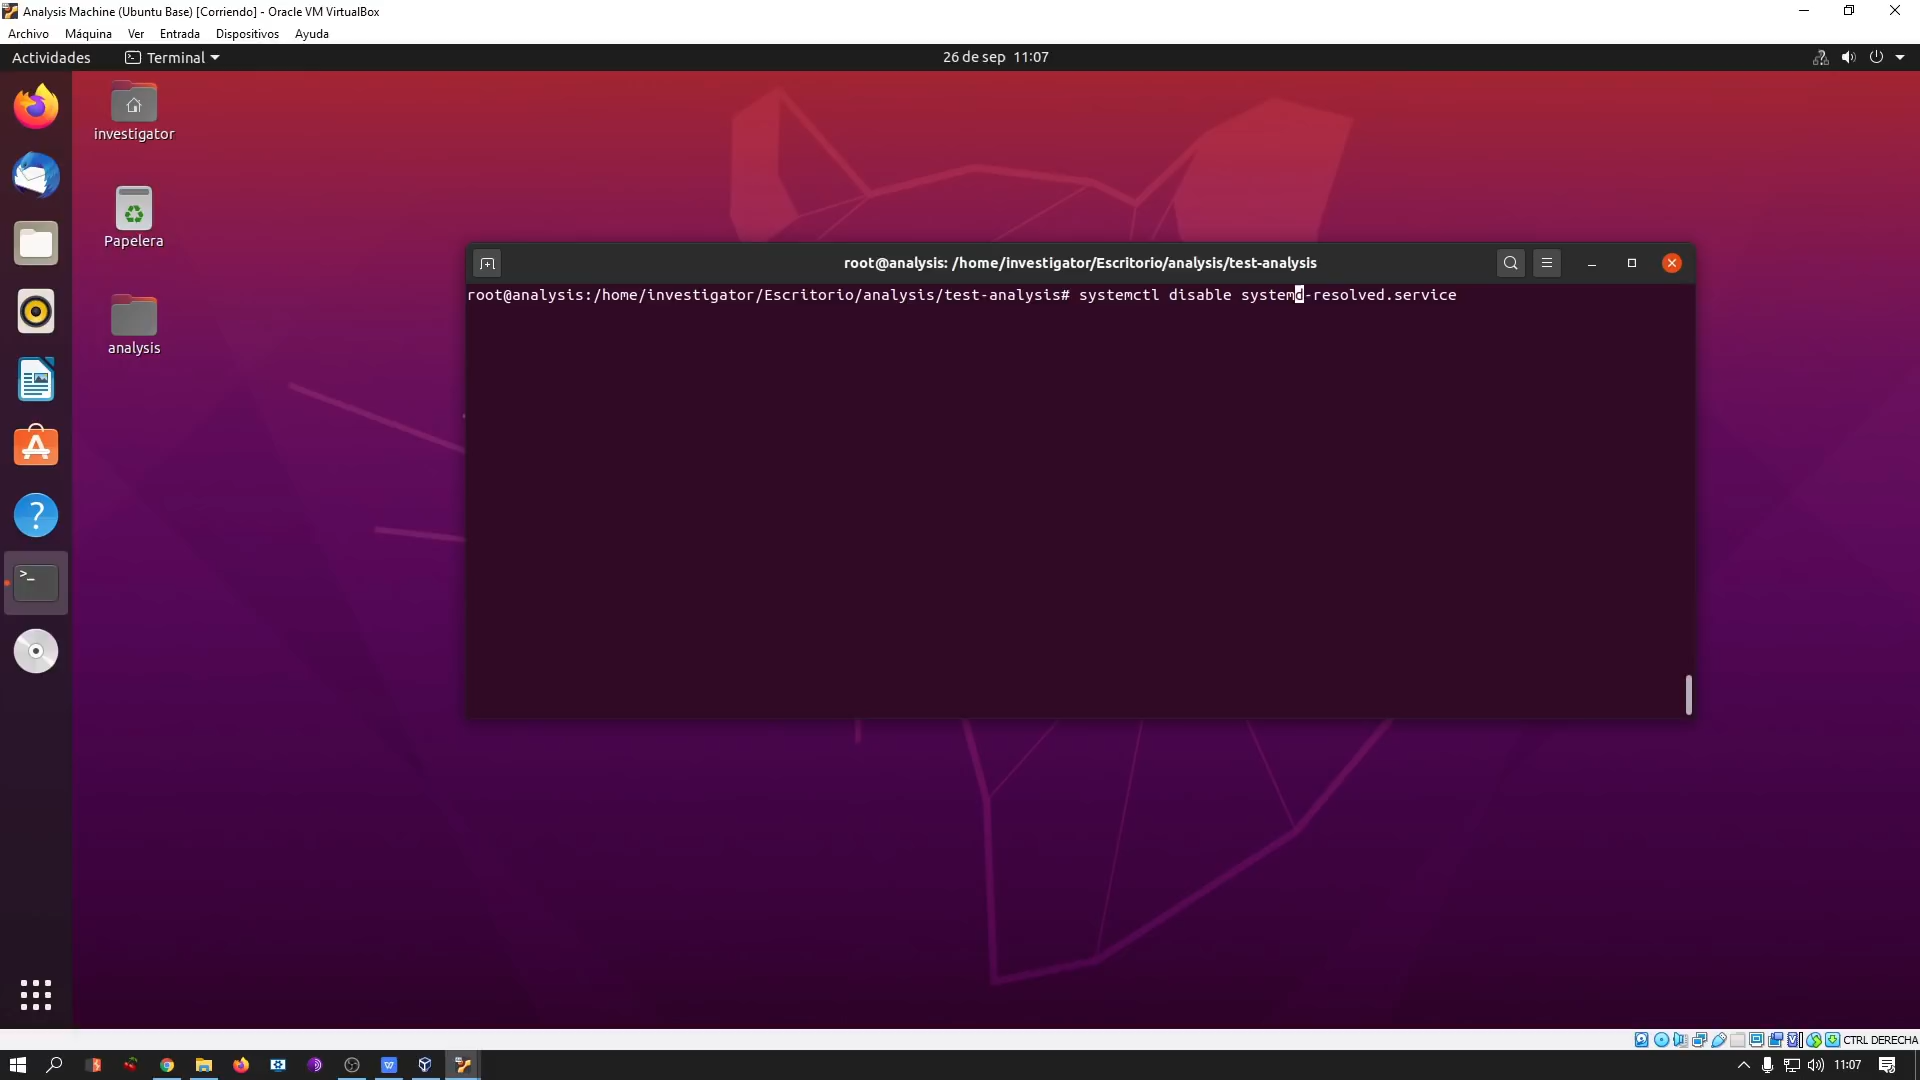 Analysis Machine (Ubuntu Base) [Corriendo] - Oracle VM VirtualBox
Archivo Máquina Ver Entrada Dispositivos Ayuda
Actividades Terminal 26 de sep 11:07
investigator
Papelera
analysis
root@analysis: /home/investigator/Escritorio/analysis/test-analysis
root@analysis:/home/investigator/Escritorio/analysis/test-analysis# systemctl disable systemd-resolved.service
CTRL DERECHA
11:07